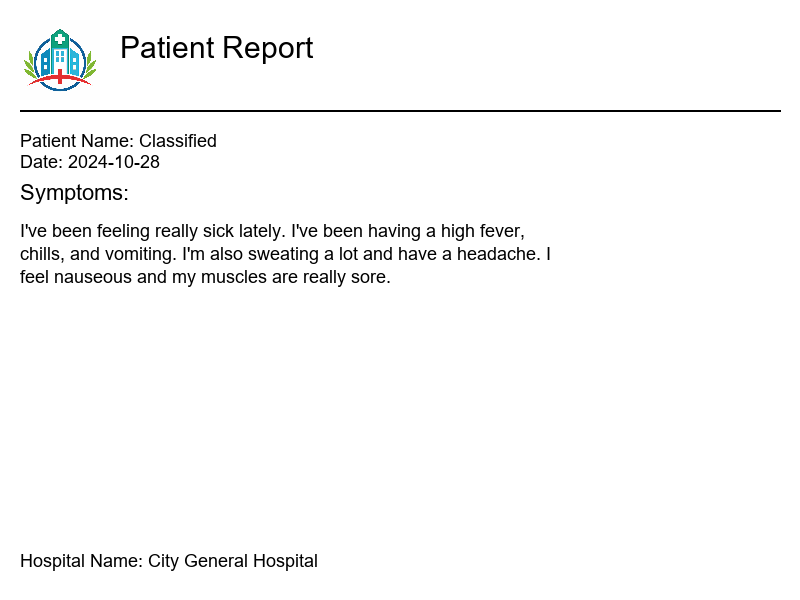 Patient Report
Patient Name: Classified
Date: 2024-10-28
Symptoms:
I've been feeling really sick lately. I've been having a high fever,
chills, and vomiting. I'm also sweating a lot and have a headache. I
feel nauseous and my muscles are really sore.
Hospital Name: City General Hospital